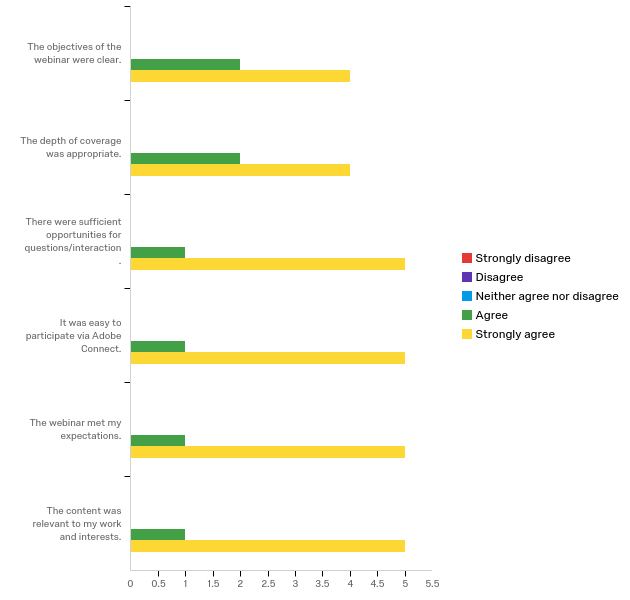 The objectives of the
webinar were clear.
The depth of coverage
was appropriate.
There were sufficient
opportunities for
questions/interaction
.
It was easy to
participate via Adobe
Connect.
The webinar met my
expectations.
The content was
relevant to my work
and interests.
0 0.5 1 1.5 2 2.5 3 3.5 4 4.5 5 5.5
Strongly disagree
Disagree
Neither agree nor disagree
Agree
Strongly agree